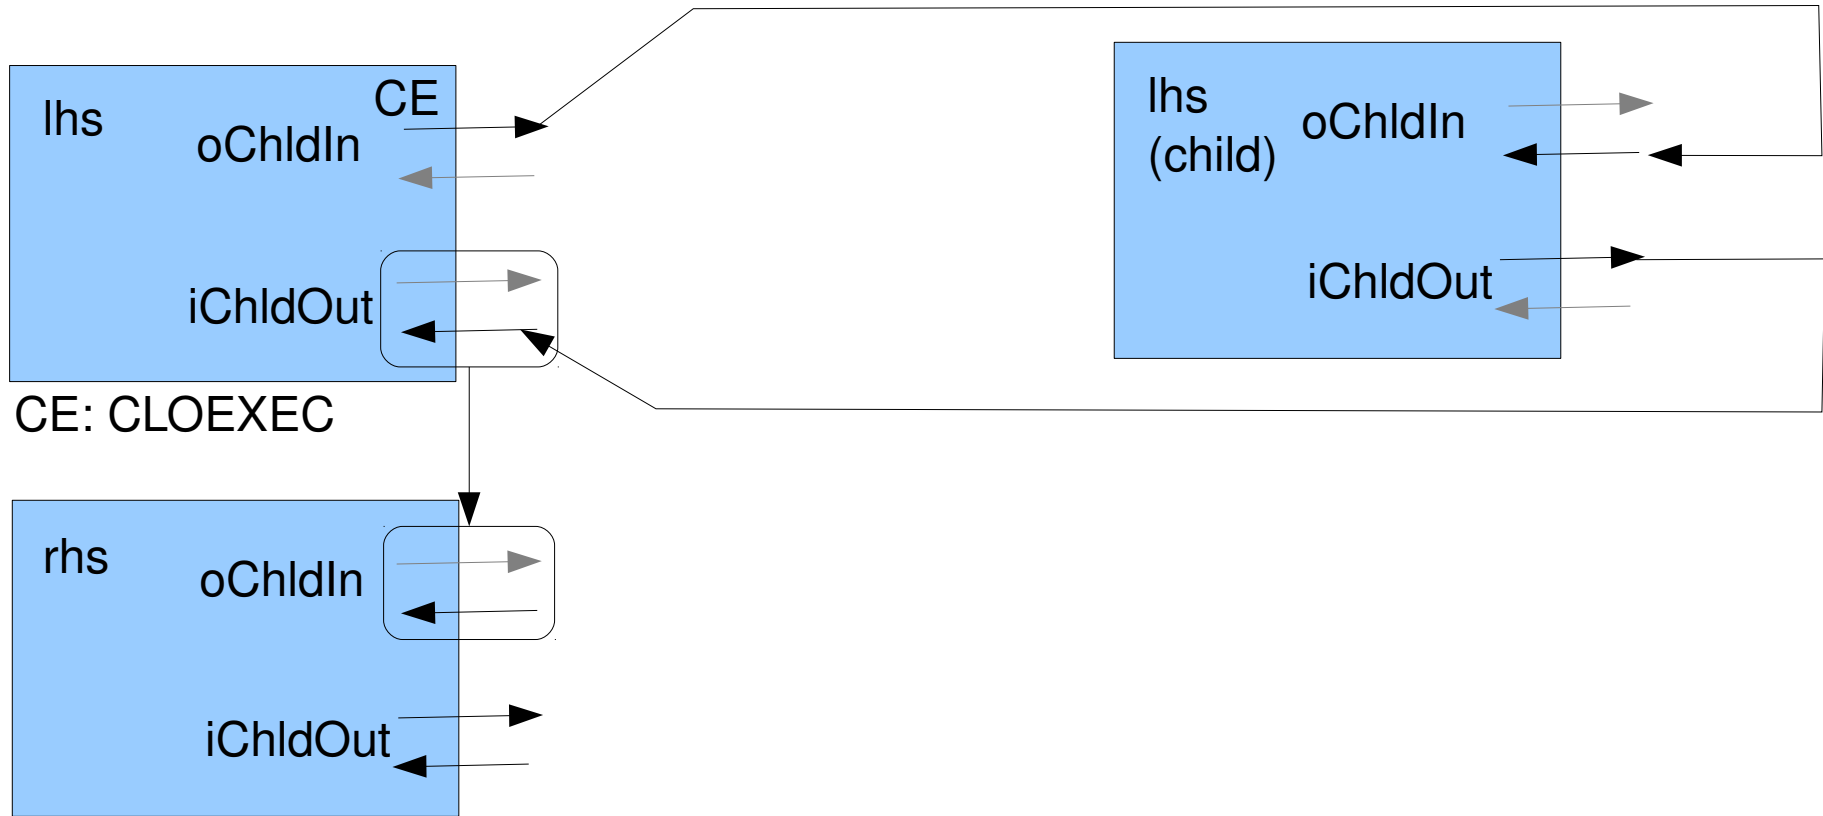 lhs
CE
oChldIn
iChldOut
CE: CLOEXEC
lhs
(child)
oChldIn
iChldOut
rhs
oChldIn
iChldOut